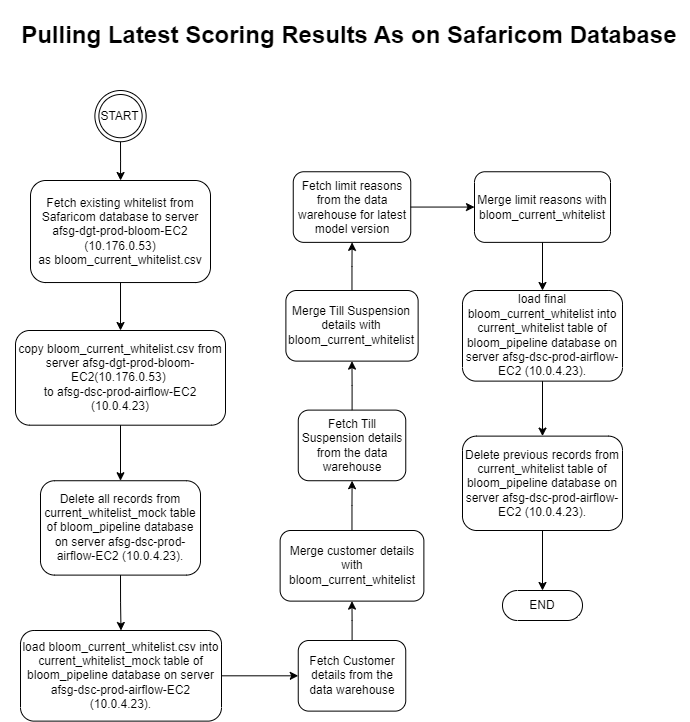 Pulling Latest Scoring Results As on Safaricom Database
START
Fetch existing whitelist from
Safaricom database to server
afsg-dgt-prod-bloom-EC2
(10.176.0.53)
as bloom_current_whitelist.csv
copy bloom_current_whitelist.csv from
server afsg-dgt-prod-bloom-
EC2(10.176.0.53)
to afsg-dsc-prod-airflow-EC2
(10.0.4.23)
Delete all records from
current_whitelist_mock table
of bloom_pipeline database
on server afsg-dsc-prod-
airflow-EC2 (10.0.4.23).
load bloom_current_whitelist.csv into
current_whitelist_mock table of
bloom_pipeline database on server
afsg-dsc-prod-airflow-EC2
(10.0.4.23).
Fetch Customer
details from the
data warehouse
Merge customer details
with
bloom_current_whitelist
Fetch Till
Suspension details
from the data
warehouse
Merge Till Suspension
details with
bloom_current_whitelist
Fetch limit reasons
from the data
warehouse for latest
model version
Merge limit reasons with
bloom_current_whitelist
load final
bloom_current_whitelist into
current_whitelist table of
bloom_pipeline database on
server afsg-dsc-prod-airflow-
EC2 (10.0.4.23).
Delete previous records from
current_whitelist table of
bloom_pipeline database on
server afsg-dsc-prod-airflow-
EC2 (10.0.4.23).
END